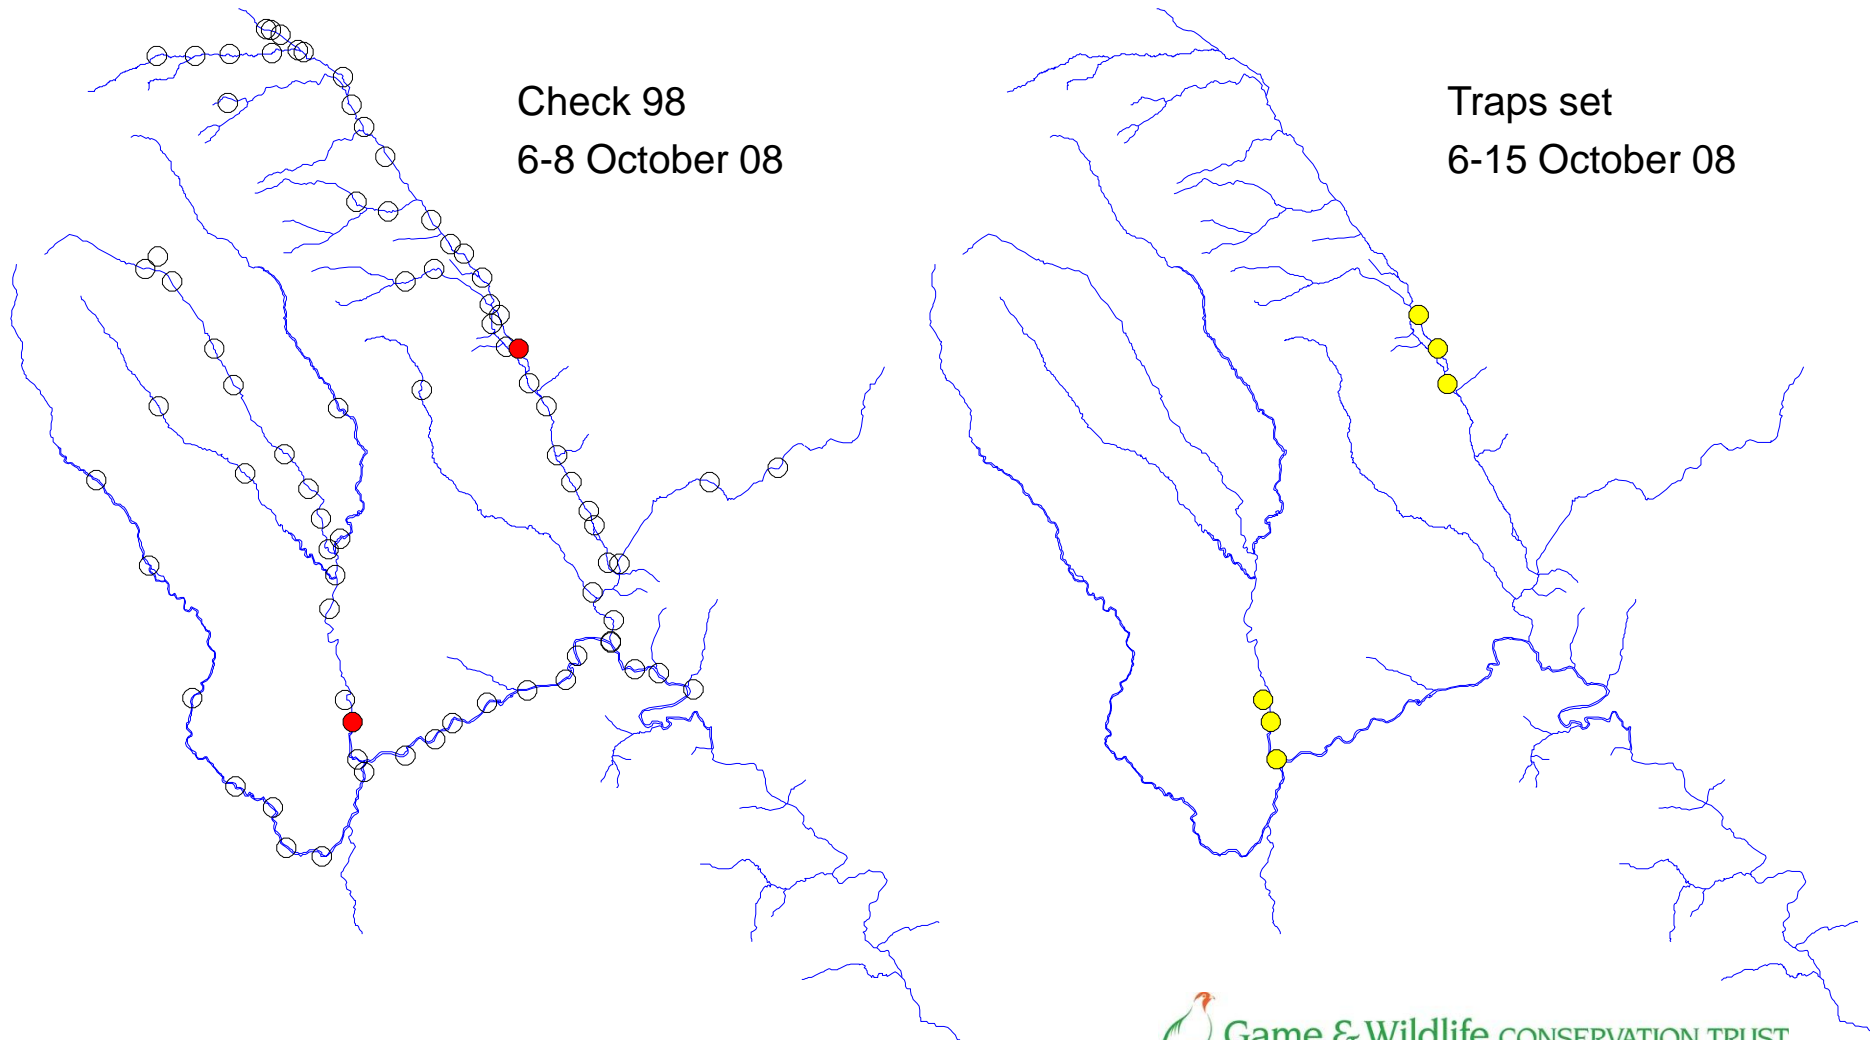 Check 98
6-8 October 08
Traps set
6-15 October 08
Game & Wildlife CONSERVATION TRUST